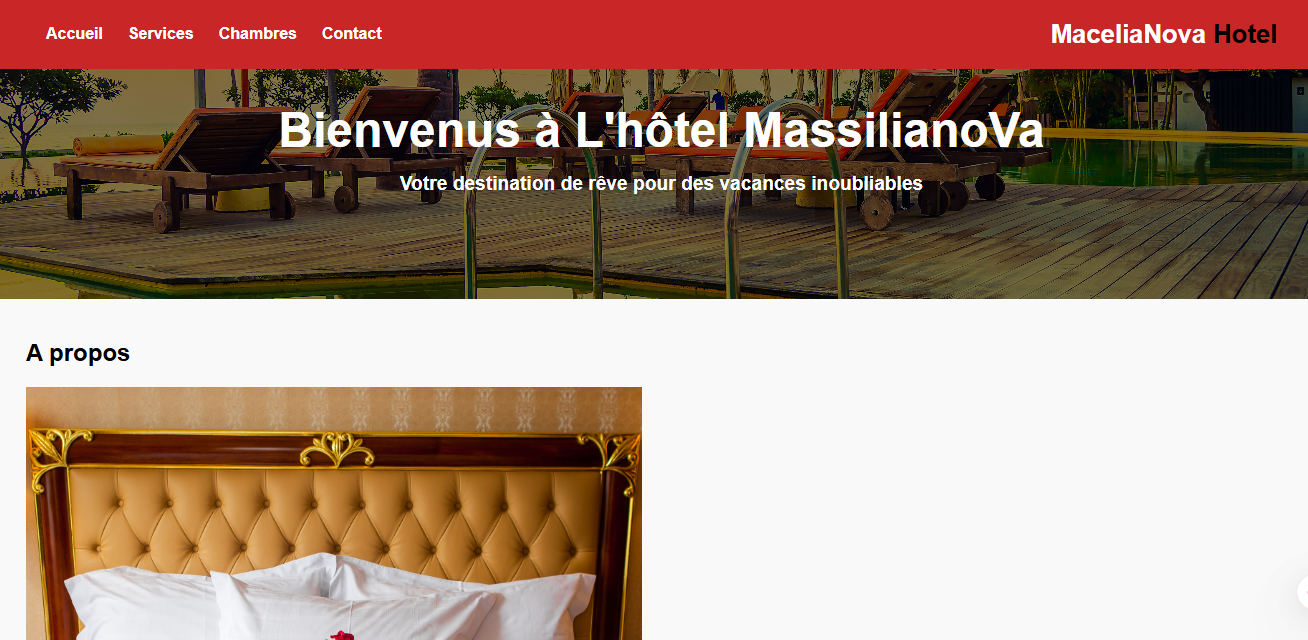 Accueil Services Chambres Contact MaceliaNova Hotel
Bienvenus à L'hôtel MassilianoVa
Votre destination de rêve pour des vacances inoubliables
A propos